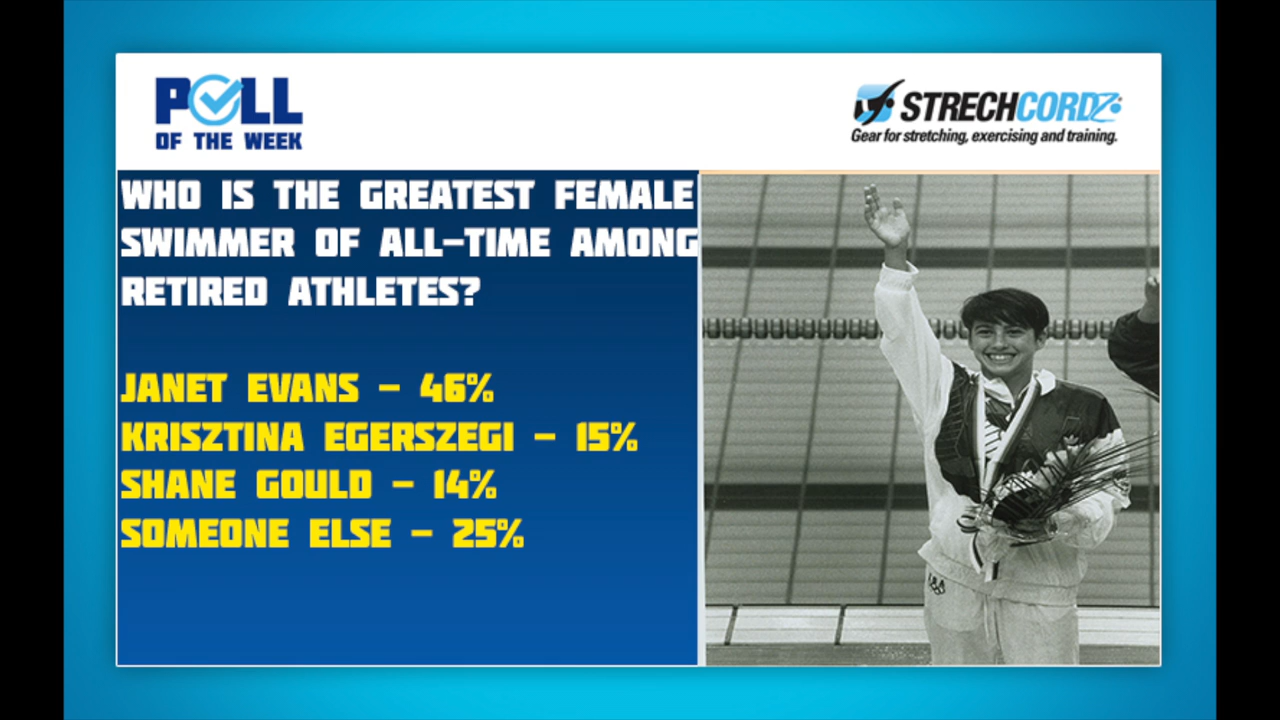 POLL
OF THE WEEK
STRECHCORDZ
Gear for stretching, exercising and training.
WHO IS THE GREATEST FEMALE
SWIMMER OF ALL-TIME AMONG
RETIRED ATHLETES?
JANET EVANS - 46%
KRISZTINA EGERSZEGI - 15%
SHANE GOULD - 14%
SOMEONE ELSE - 25%
USA